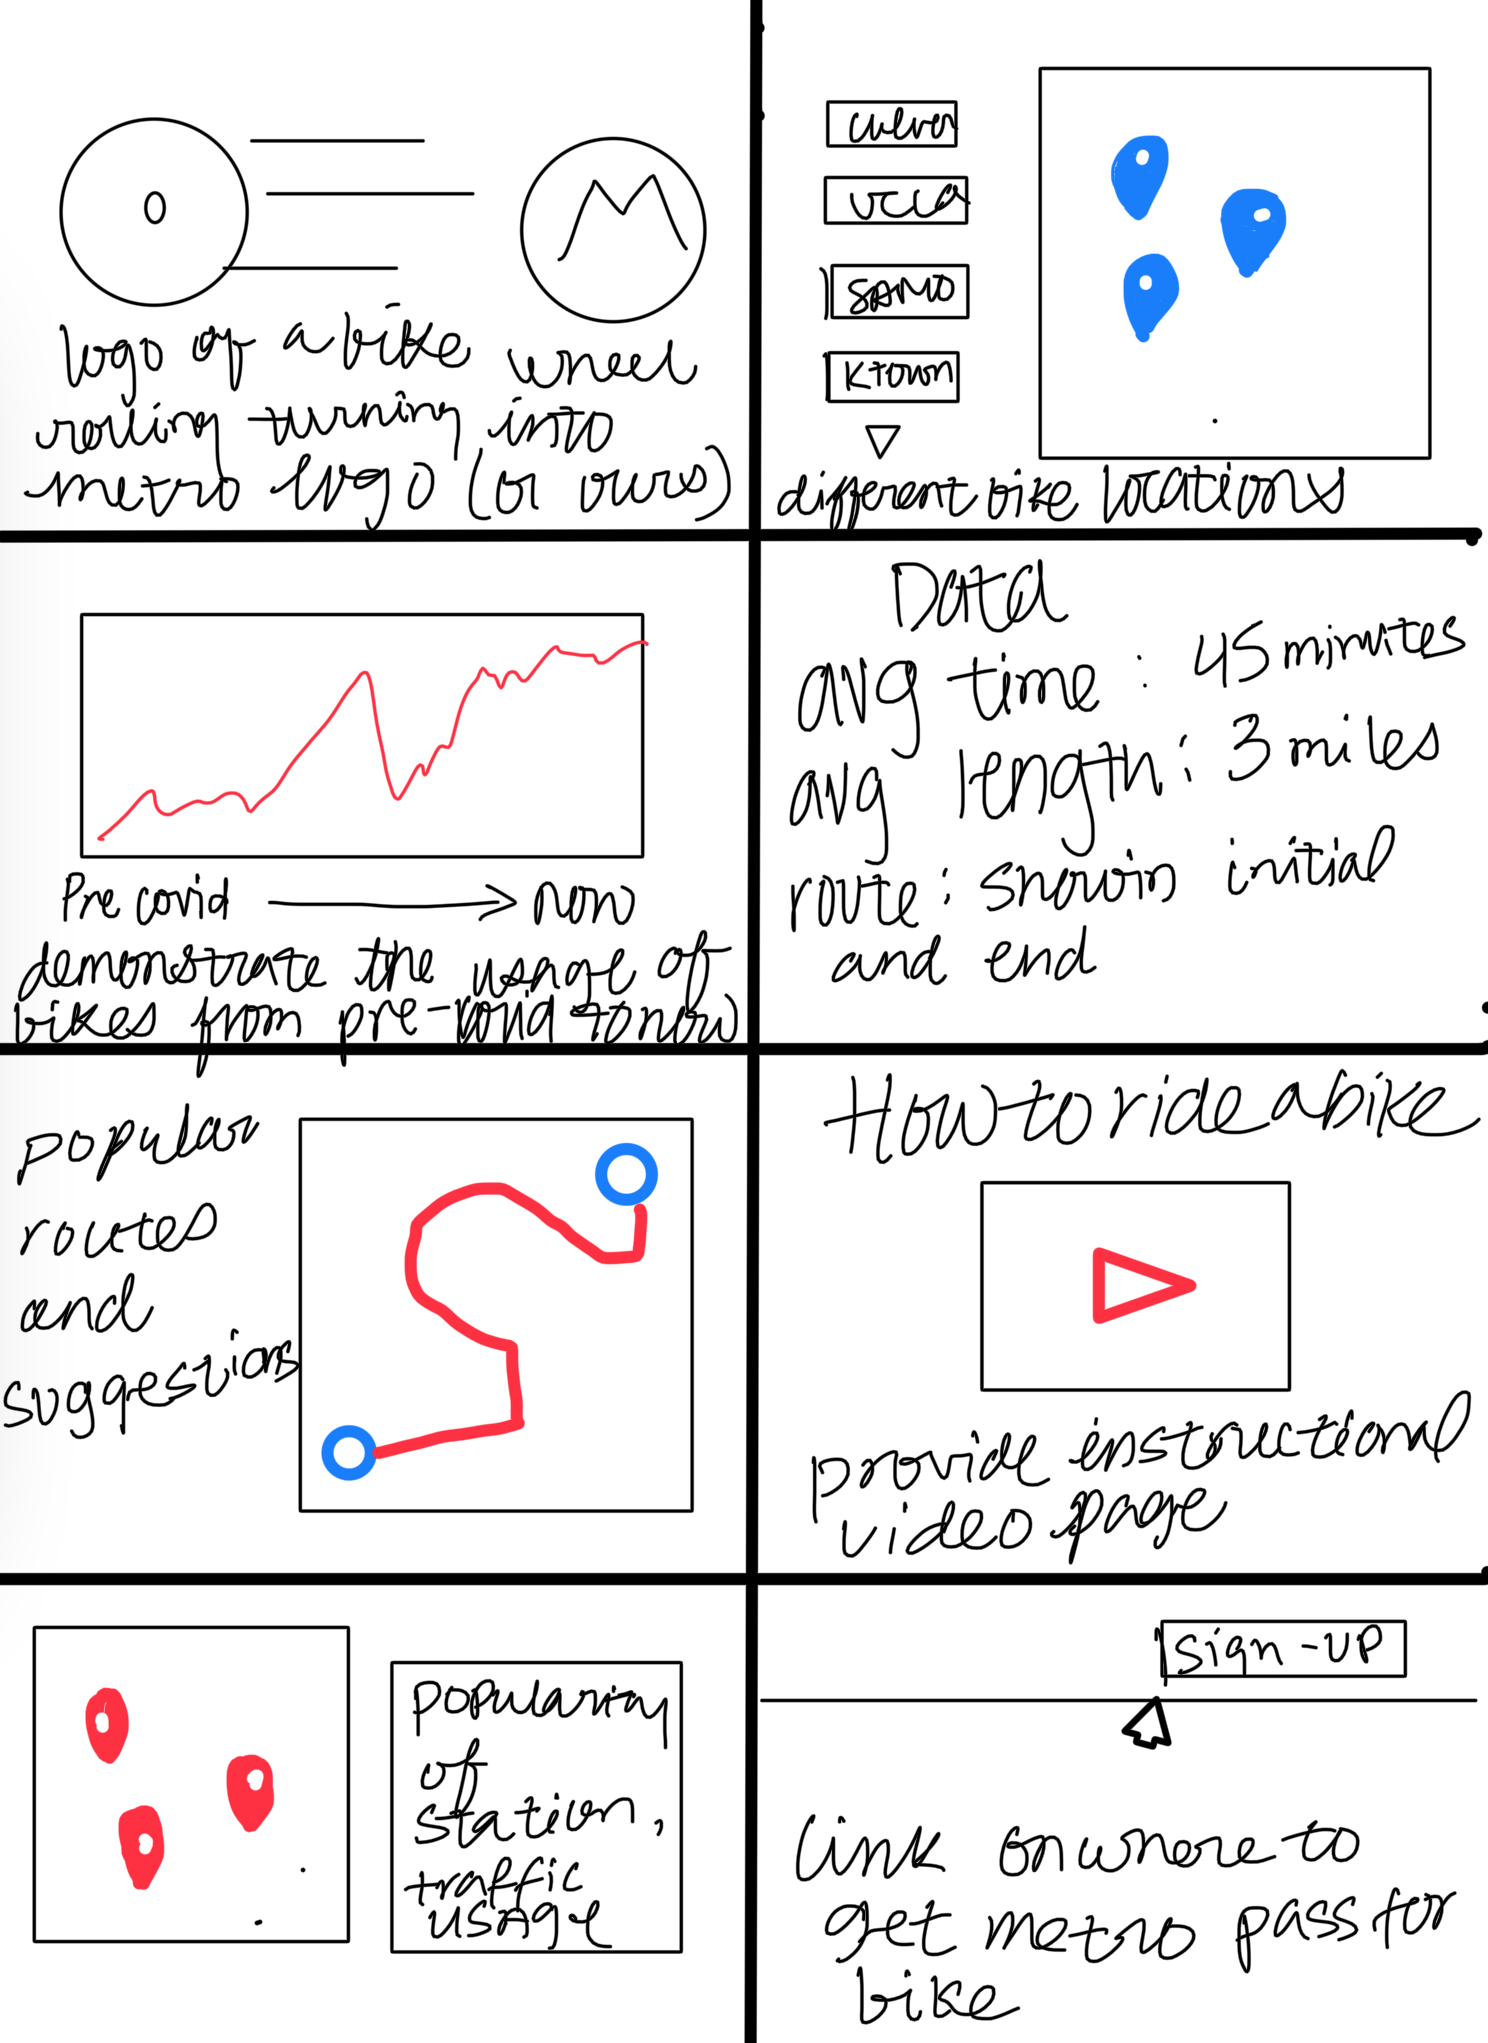 logo of a bike wheel
rolling turning into
metro logo (or ours)
culver
UCLA
SAMO
KTOWN
different bike locations
Pre covid
now
demonstrate the usage of
bikes from pre-covid to now
Data
avg time : 45 minutes
avg length : 3 miles
route : showin initial
and end
popular
routes
and
suggestions
How to ride a bike
provide instructional
video page
popularity
of
station,
traffic
usage
sign-up
link on where to
get metro pass for
bike